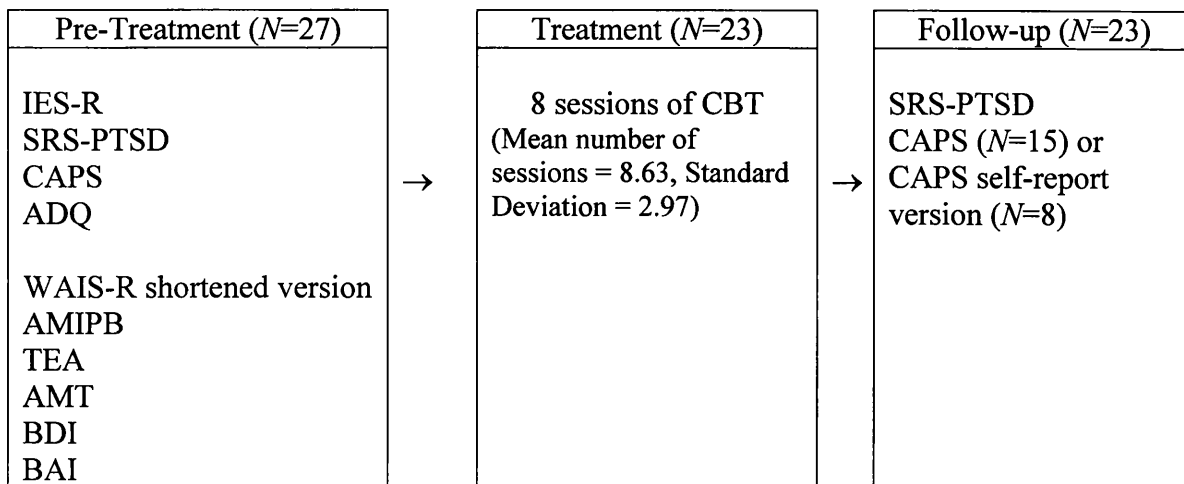 Pre-Treatment (N=27)
IES-R
SRS-PTSD
CAPS
ADQ
WAIS-R shortened version
AMIPB
TEA
AMT
BDI
BAI
→
Treatment (N=23)
8 sessions of CBT
(Mean number of
sessions = 8.63, Standard
Deviation = 2.97)
→
Follow-up (N=23)
SRS-PTSD
CAPS (N=15) or
CAPS self-report
version (N=8)